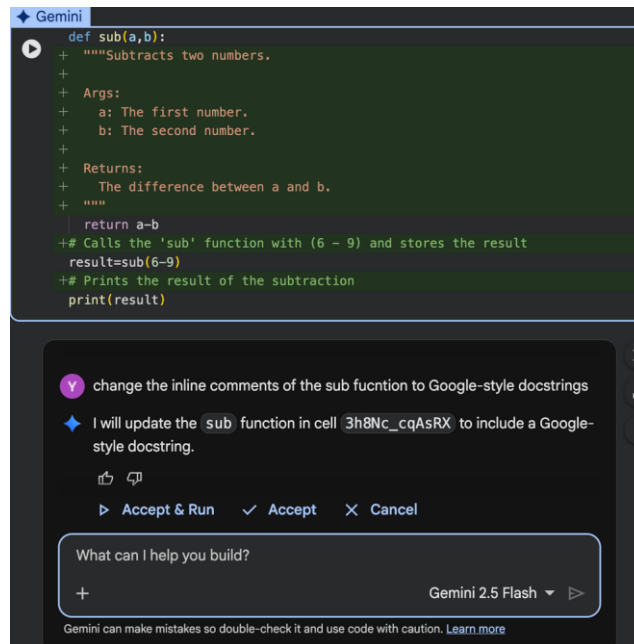 Gemini
def sub(a,b):
+ """Subtracts two numbers.
+
+ Args:
+ a: The first number.
+ b: The second number.
+
+ Returns:
+ The difference between a and b.
+ """
return a-b
+# Calls the 'sub' function with (6 - 9) and stores the result
result=sub(6-9)
+# Prints the result of the subtraction
print(result)
Y
change the inline comments of the sub fucntion to Google-style docstrings
I will update the sub function in cell 3h8Nc_cqAsRX to include a Google-
style docstring.
Accept & Run Accept Cancel
What can I help you build?
+ Gemini 2.5 Flash
Gemini can make mistakes so double-check it and use code with caution. Learn more